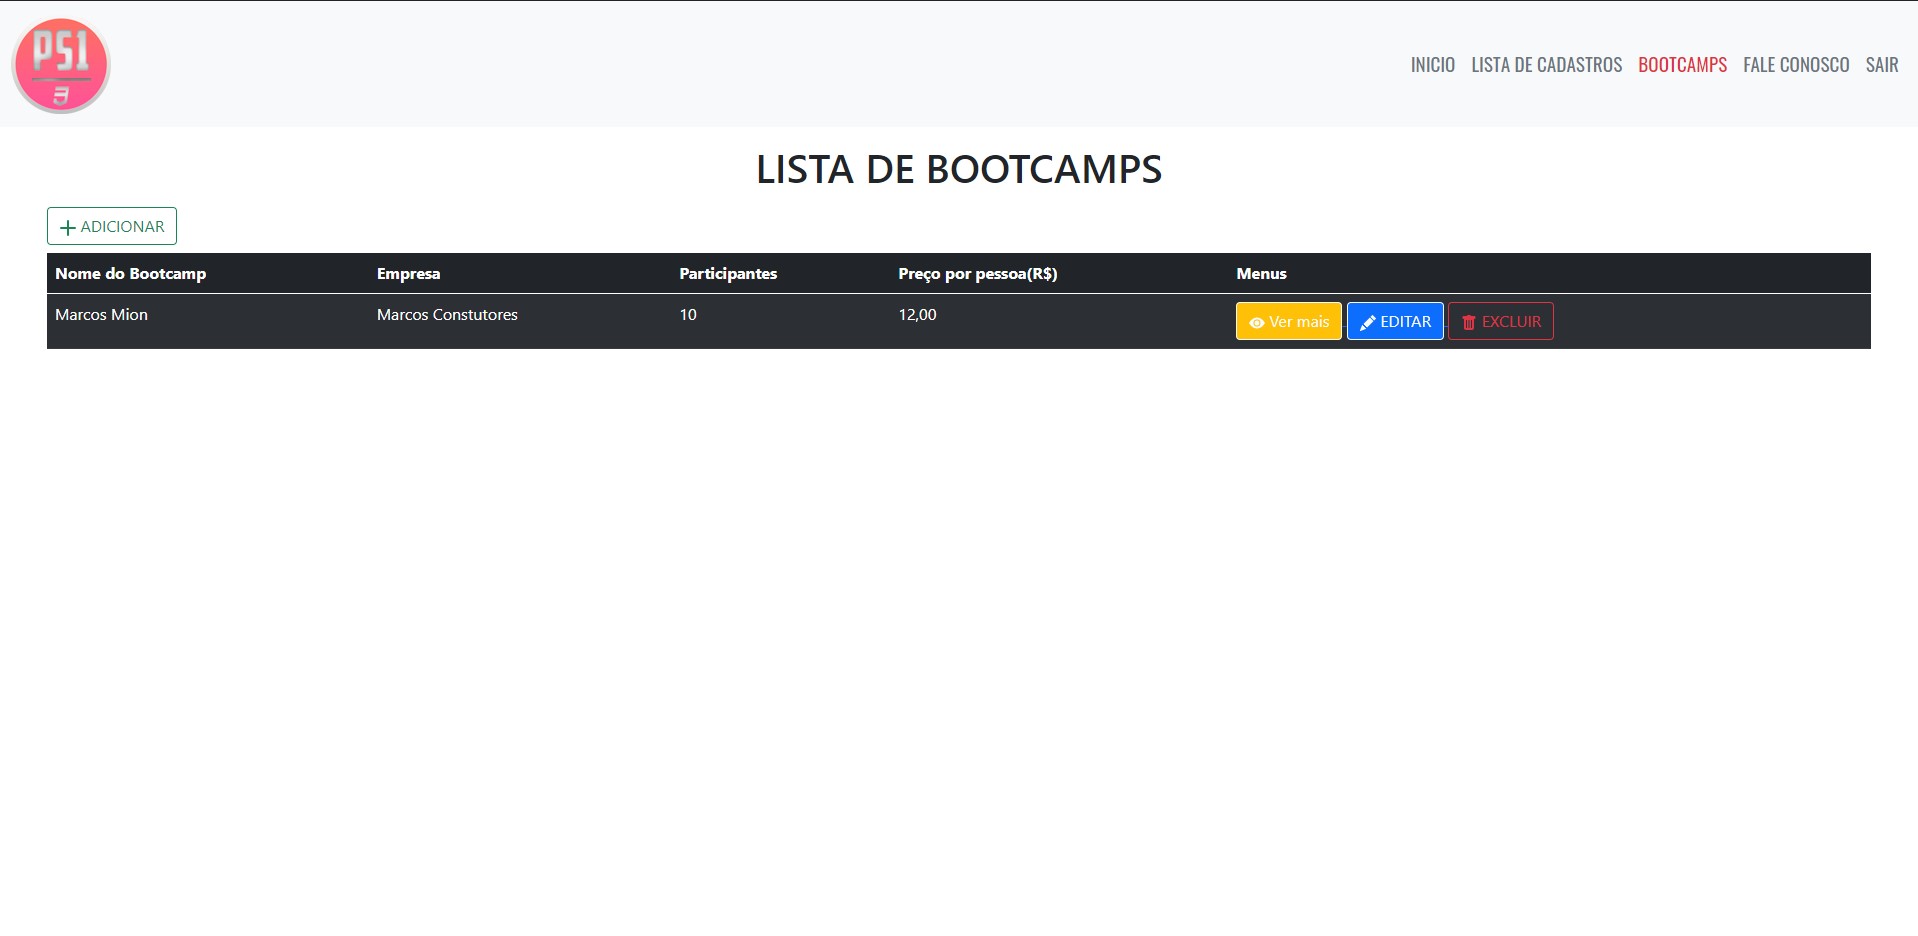 PS1
INICIO LISTA DE CADASTROS BOOTCAMPS FALE CONOSCO SAIR
LISTA DE BOOTCAMPS
ADICIONAR
Nome do Bootcamp Empresa Participantes Preço por pessoa(R$) Menus
Marcos Mion Marcos Constutores 10 12,00 Ver mais EDITAR EXCLUIR